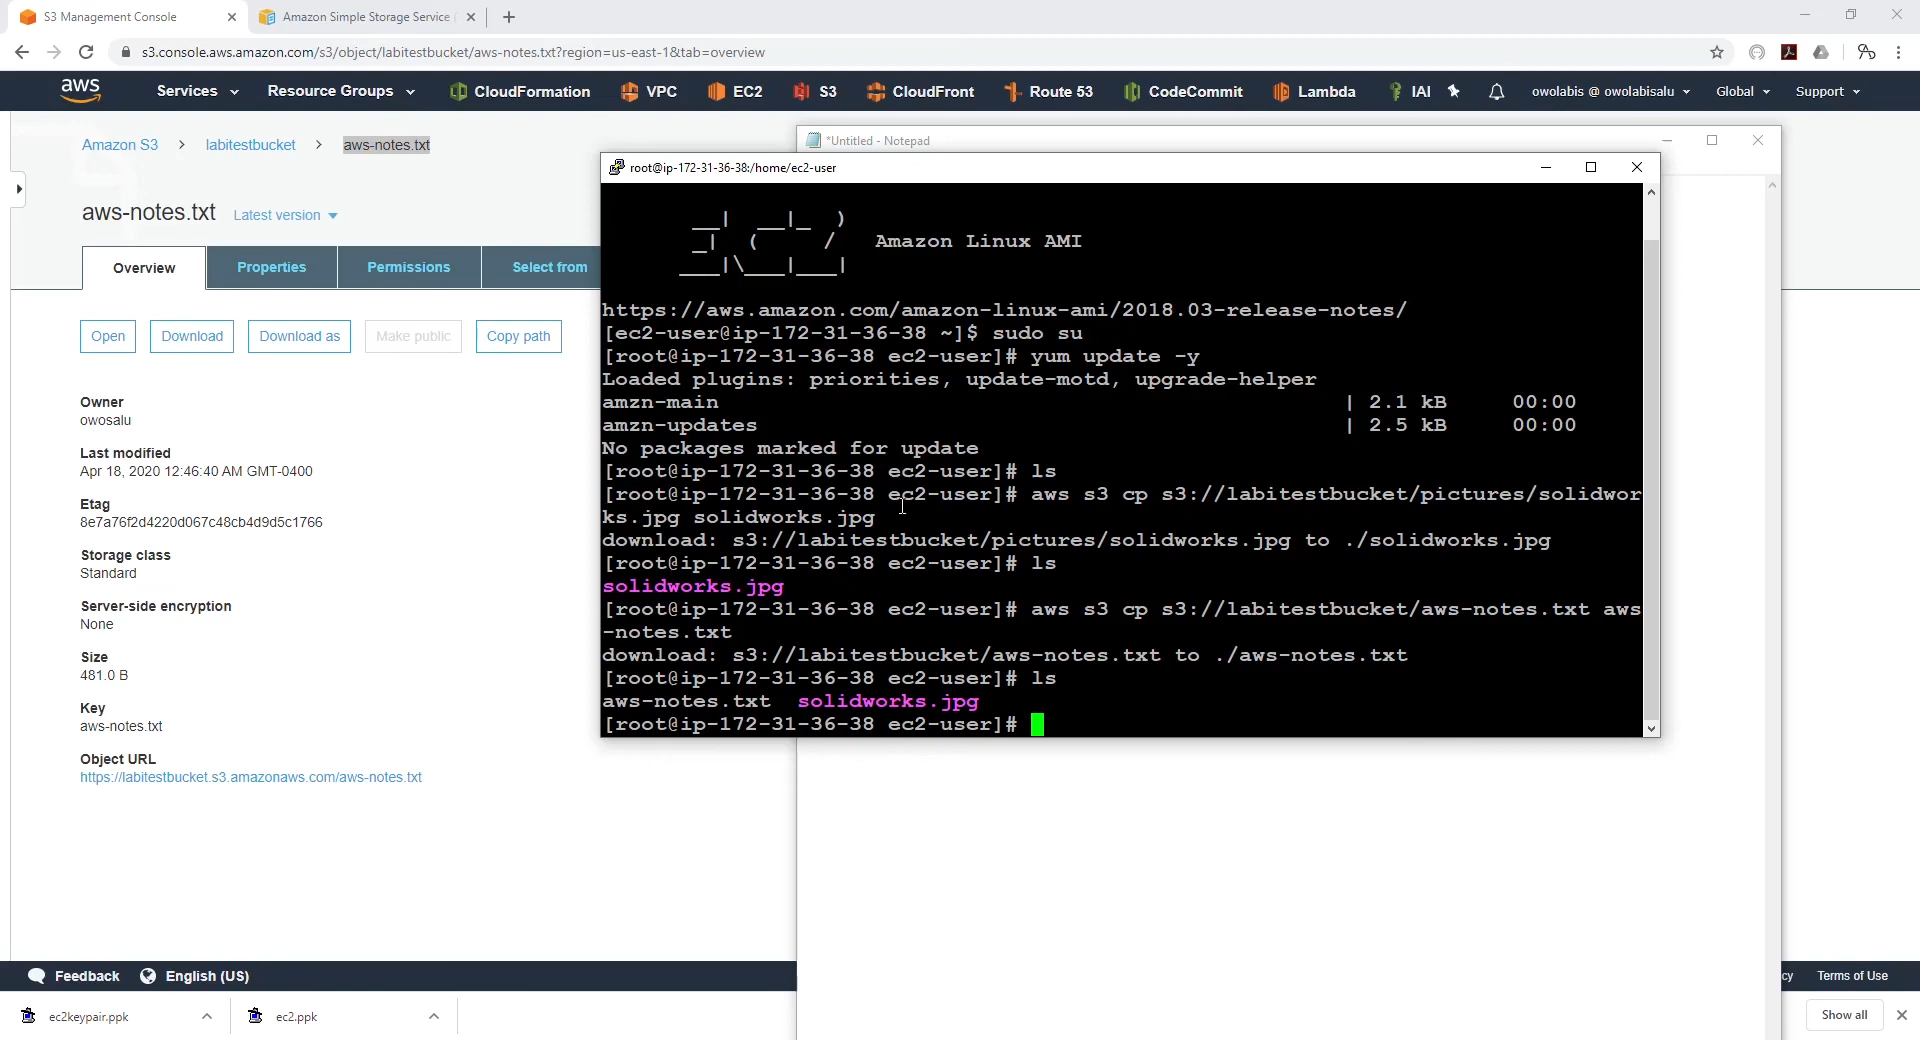 S3 Management Console
Amazon Simple Storage Service
s3.console.aws.amazon.com/s3/object/labitestbucket/aws-notes.txt?region=us-east-1&tab=overview
aws
Services
Resource Groups
CloudFormation
VPC
EC2
S3
CloudFront
Route 53
CodeCommit
Lambda
IAI
owolabis @ owolabisalu
Global
Support
Amazon S3 > labitestbucket > aws-notes.txt
aws-notes.txt Latest version
Overview
Properties
Permissions
Select from
Open
Download
Download as
Make public
Copy path
Owner
owosalu
Last modified
Apr 18, 2020 12:46:40 AM GMT-0400
Etag
8e7a76f2d4220d067c48cb4d9d5c1766
Storage class
Standard
Server-side encryption
None
Size
481.0 B
Key
aws-notes.txt
Object URL
https://labitestbucket.s3.amazonaws.com/aws-notes.txt
*Untitled - Notepad
root@ip-172-31-36-38:/home/ec2-user
__|  __|_  )
_|  (     /   Amazon Linux AMI
___|\___|___|
https://aws.amazon.com/amazon-linux-ami/2018.03-release-notes/
[ec2-user@ip-172-31-36-38 ~]$ sudo su
[root@ip-172-31-36-38 ec2-user]# yum update -y
Loaded plugins: priorities, update-motd, upgrade-helper
amzn-main | 2.1 kB 00:00
amzn-updates | 2.5 kB 00:00
No packages marked for update
[root@ip-172-31-36-38 ec2-user]# ls
[root@ip-172-31-36-38 ec2-user]# aws s3 cp s3://labitestbucket/pictures/solidwor
ks.jpg solidworks.jpg
download: s3://labitestbucket/pictures/solidworks.jpg to ./solidworks.jpg
[root@ip-172-31-36-38 ec2-user]# ls
solidworks.jpg
[root@ip-172-31-36-38 ec2-user]# aws s3 cp s3://labitestbucket/aws-notes.txt aws
-notes.txt
download: s3://labitestbucket/aws-notes.txt to ./aws-notes.txt
[root@ip-172-31-36-38 ec2-user]# ls
aws-notes.txt solidworks.jpg
[root@ip-172-31-36-38 ec2-user]#
Feedback
English (US)
cy
Terms of Use
ec2keypair.ppk
ec2.ppk
Show all